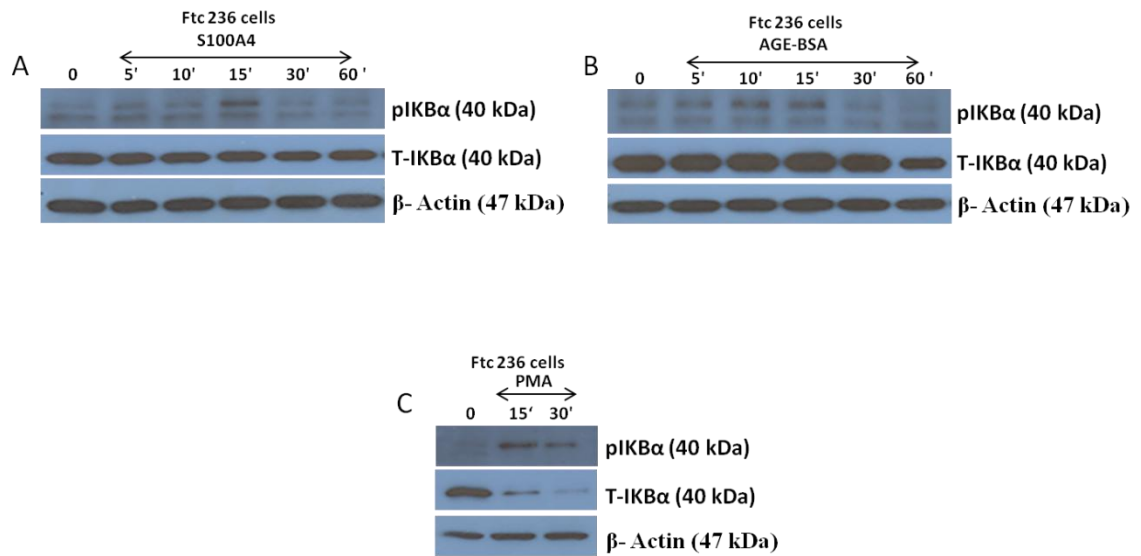 Ftc 236 cells
S100A4
A
0 5' 10' 15' 30' 60 '
pIKBα (40 kDa)
T-IKBα (40 kDa)
β- Actin (47 kDa)
Ftc 236 cells
AGE-BSA
B
0 5' 10' 15' 30' 60'
pIKBα (40 kDa)
T-IKBα (40 kDa)
β- Actin (47 kDa)
Ftc 236 cells
PMA
C
0 15‘ 30'
pIKBα (40 kDa)
T-IKBα (40 kDa)
β- Actin (47 kDa)